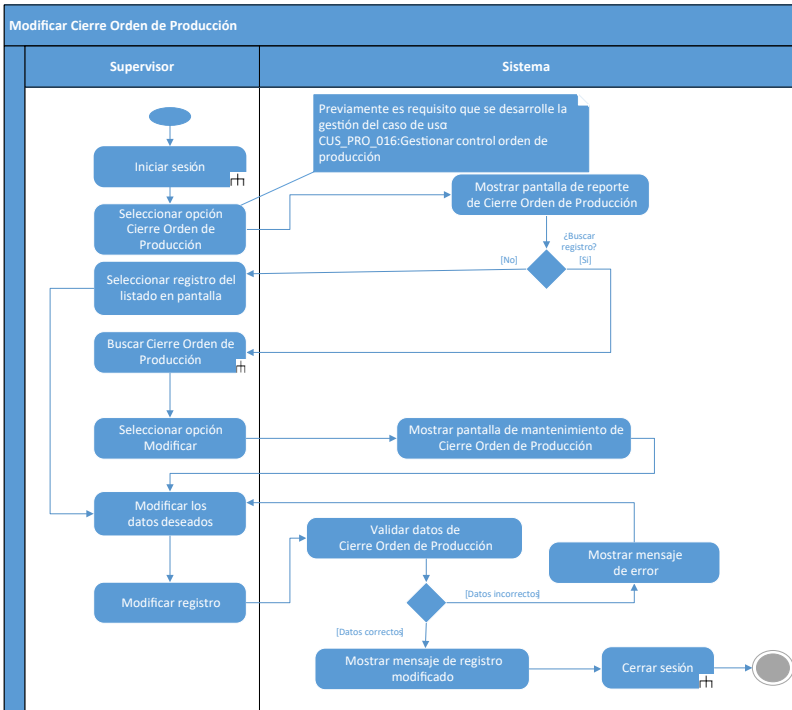 Modificar Cierre Orden de Producción
Supervisor
Sistema
Previamente es requisito que se desarrolle la
gestión del caso de uso
CUS_PRO_016:Gestionar control orden de
producción
Iniciar sesión
Seleccionar opción
Cierre Orden de
Producción
Mostrar pantalla de reporte
de Cierre Orden de Producción
¿Buscar
registro?
[No]
[Si]
Seleccionar registro del
listado en pantalla
Buscar Cierre Orden de
Producción
Seleccionar opción
Modificar
Mostrar pantalla de mantenimiento de
Cierre Orden de Producción
Modificar los
datos deseados
Validar datos de
Cierre Orden de Producción
Mostrar mensaje
de error
Modificar registro
[Datos incorrectos]
[Datos correctos]
Mostrar mensaje de registro
modificado
Cerrar sesión